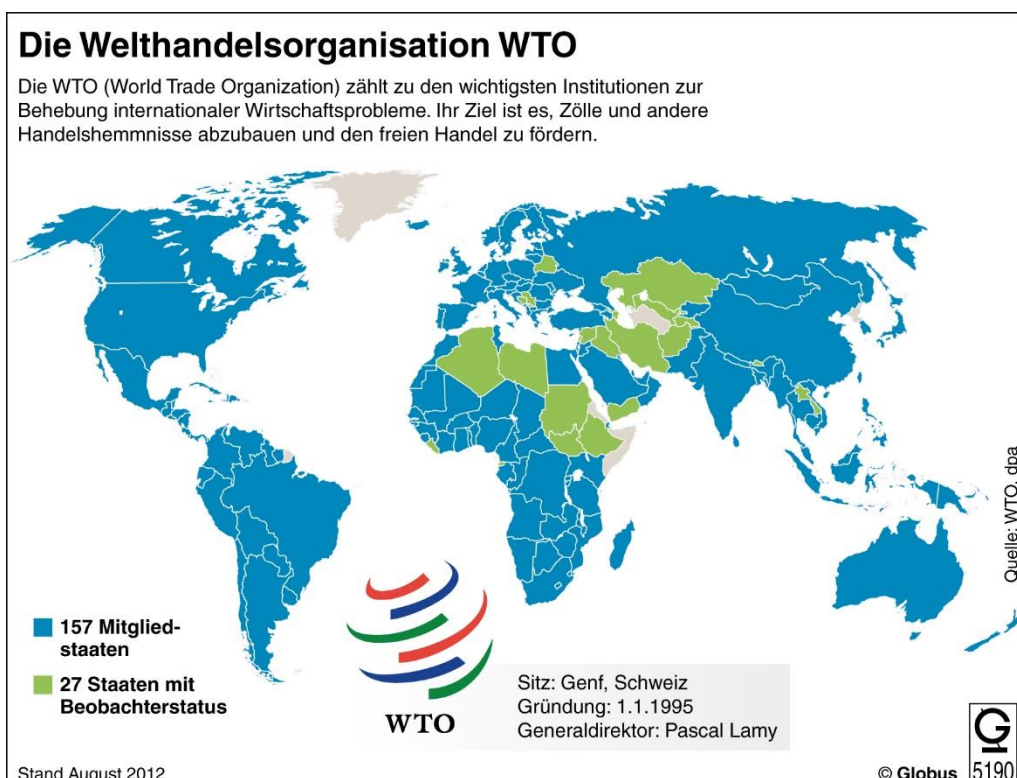 Die Welthandelsorganisation WTO
Die WTO (World Trade Organization) zählt zu den wichtigsten Institutionen zur
Behebung internationaler Wirtschaftsprobleme. Ihr Ziel ist es, Zölle und andere
Handelshemmnisse abzubauen und den freien Handel zu fördern.
157 Mitglied-
staaten
27 Staaten mit
Beobachterstatus
WTO
Sitz: Genf, Schweiz
Gründung: 1.1.1995
Generaldirektor: Pascal Lamy
Quelle: WTO, dpa
Stand August 2012
© Globus
G
5190